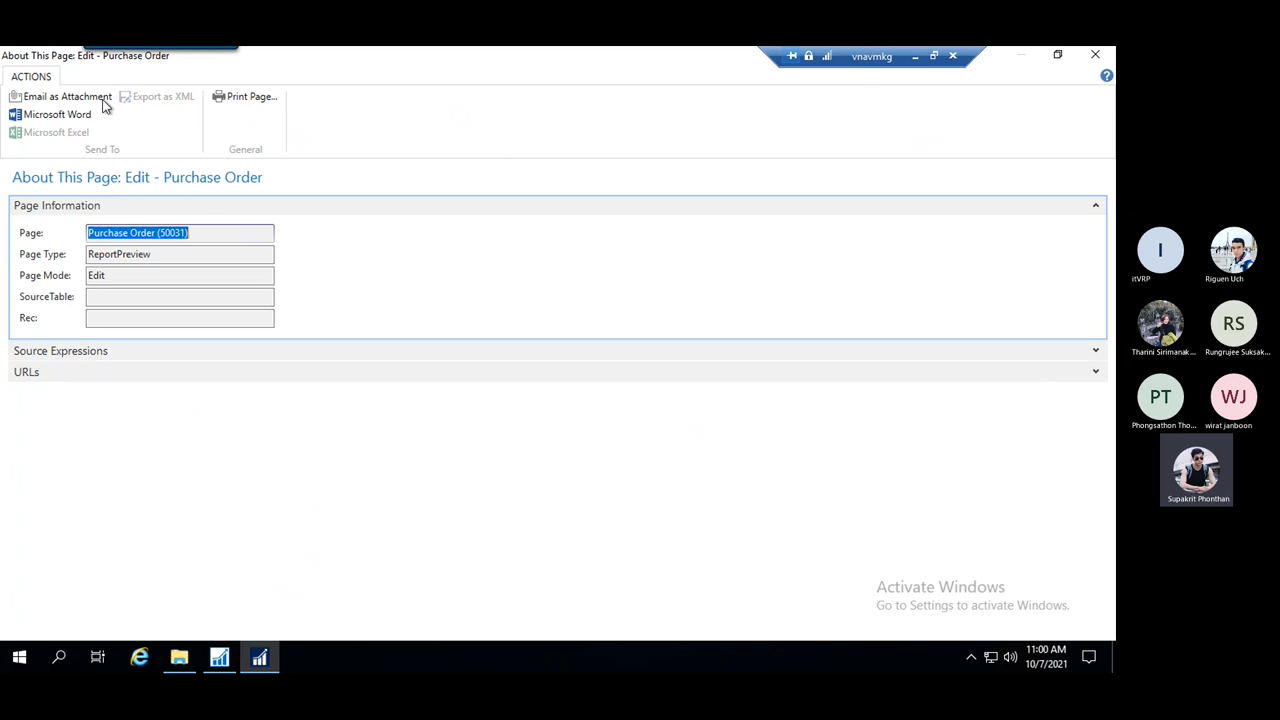 About This Page: Edit - Purchase Order
vnavmkg
ACTIONS
Email as Attachment
Export as XML
Print Page...
Microsoft Word
Microsoft Excel
Send To
General
About This Page: Edit - Purchase Order
Page Information
Page: Purchase Order (50031)
Page Type: ReportPreview
Page Mode: Edit
SourceTable:
Rec:
Source Expressions
URLs
Activate Windows
Go to Settings to activate Windows.
11:00 AM
10/7/2021
I
itVRP
Riguen Uch
Tharini Sirimanak...
RS
Rungrujee Suksak...
PT
Phongsathon Tho...
WJ
wirat janboon
Supakrit Phonthan